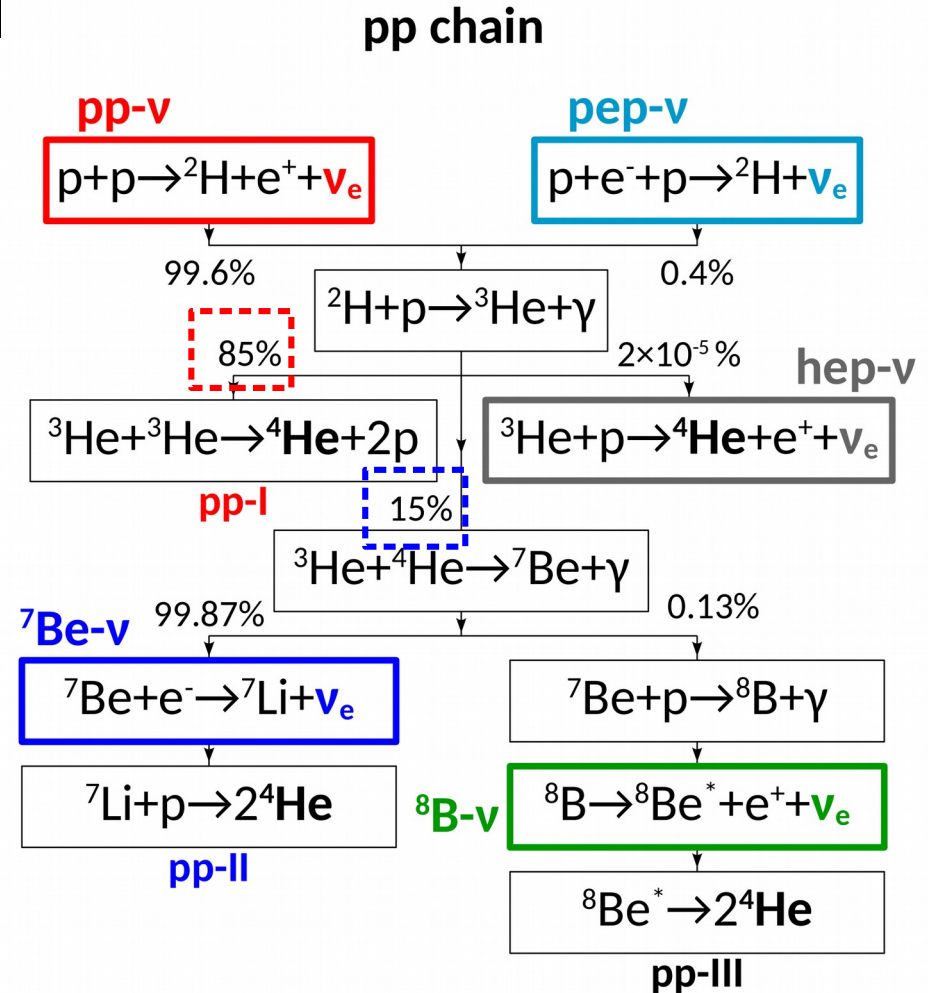 pp chain
pp-ν
pep-ν
p+p→²H+e⁺+νₑ
p+e⁻+p→²H+νₑ
99.6%
0.4%
²H+p→³He+γ
85%
2×10⁻⁵ %
hep-ν
³He+³He→⁴He+2p
³He+p→⁴He+e⁺+νₑ
pp-I
15%
³He+⁴He→⁷Be+γ
99.87%
0.13%
⁷Be-ν
⁷Be+e⁻→⁷Li+νₑ
⁷Be+p→⁸B+γ
⁷Li+p→2⁴He
⁸B-ν
⁸B→⁸Be*+e⁺+νₑ
pp-II
⁸Be*→2⁴He
pp-III